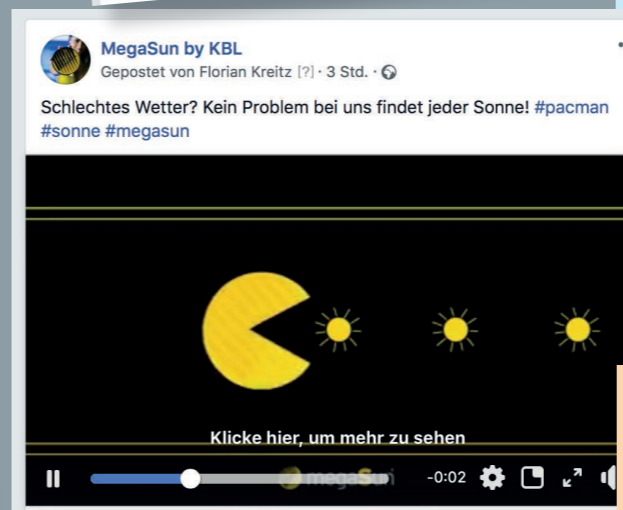 MegaSun by KBL
Gepostet von Florian Kreitz [?] · 3 Std. ·
Schlechtes Wetter? Kein Problem bei uns findet jeder Sonne! #pacman
#sonne #megasun
Klicke hier, um mehr zu sehen
megaSun
-0:02